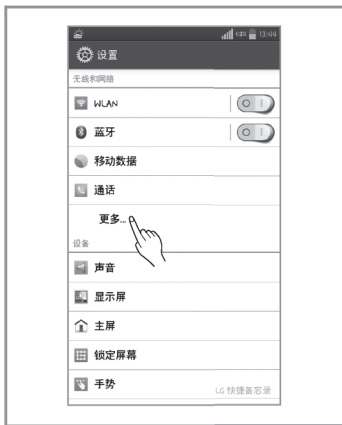 13:44
设置
无线和网络
WLAN
蓝牙
移动数据
通话
更多...
设备
声音
显示屏
主屏
锁定屏幕
手势
LG 快捷备忘录